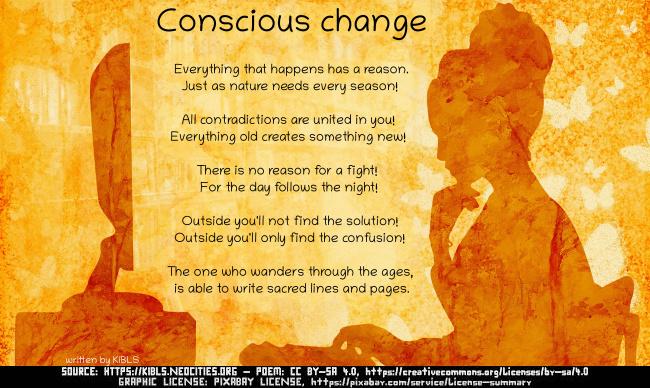 Conscious change
Everything that happens has a reason.
Just as nature needs every season!
All contradictions are united in you!
Everything old creates something new!
There is no reason for a fight!
For the day follows the night!
Outside you'll not find the solution!
Outside you'll only find the confusion!
The one who wanders through the ages,
is able to write sacred lines and pages.
written by KIBLS
SOURCE: HTTPS://KIBLS.NEOCITIES.ORG – POEM: CC BY-SA 4.0, https://creativecommons.org/licenses/by-sa/4.0
GRAPHIC LICENSE: PIXABAY LICENSE, https://pixabay.com/service/license-summary